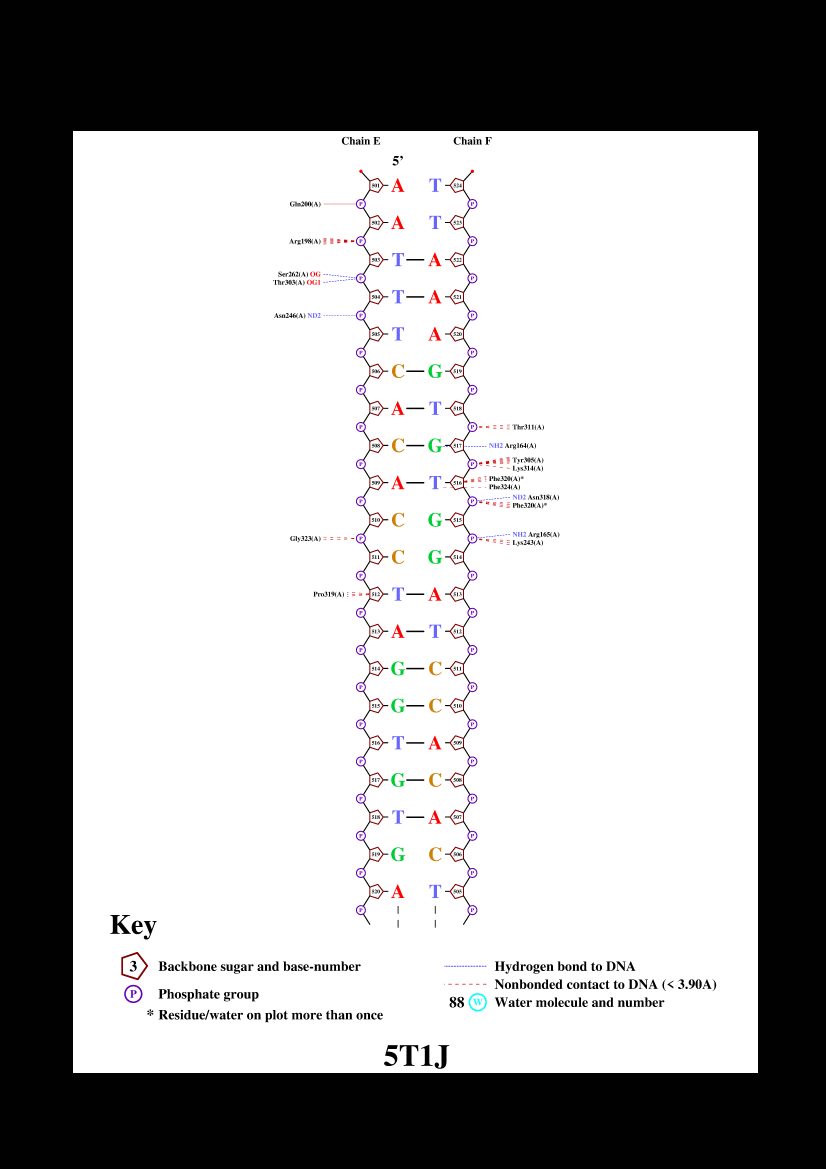 Chain E Chain F
5’
501 A T 524
P P
Gln200(A)
502 A T 523
Arg198(A) P P
503 T A 522
Ser262(A) OG P P
Thr303(A) OG1
504 T A 521
Asn246(A) ND2 P P
505 T A 520
P P
506 C G 519
P P
507 A T 518
P P Thr311(A)
508 C G 517 NH2 Arg164(A)
P P Tyr305(A)
Lys314(A)
509 A T 516 Phe320(A)*
Phe324(A)
P P ND2 Asn318(A)
Phe320(A)*
510 C G 515
Gly323(A) P P NH2 Arg165(A)
Lys243(A)
511 C G 514
P P
Pro319(A) 512 T A 513
P P
513 A T 512
P P
514 G C 511
P P
515 G C 510
P P
516 T A 509
P P
517 G C 508
P P
518 T A 507
P P
519 G C 506
P P
520 A T 505
P P
Key
3 Backbone sugar and base-number
P Phosphate group
* Residue/water on plot more than once
Hydrogen bond to DNA
Nonbonded contact to DNA (< 3.90A)
88 W Water molecule and number
5T1J